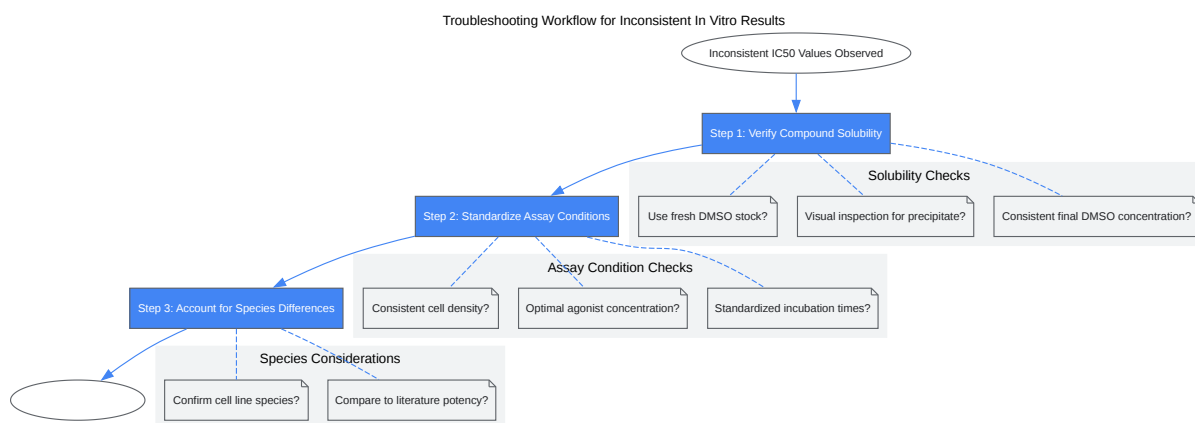 Troubleshooting Workflow for Inconsistent In Vitro Results
Inconsistent IC50 Values Observed
Step 1: Verify Compound Solubility
Solubility Checks
Use fresh DMSO stock?
Visual inspection for precipitate?
Consistent final DMSO concentration?
Step 2: Standardize Assay Conditions
Assay Condition Checks
Consistent cell density?
Optimal agonist concentration?
Standardized incubation times?
Step 3: Account for Species Differences
Species Considerations
Confirm cell line species?
Compare to literature potency?